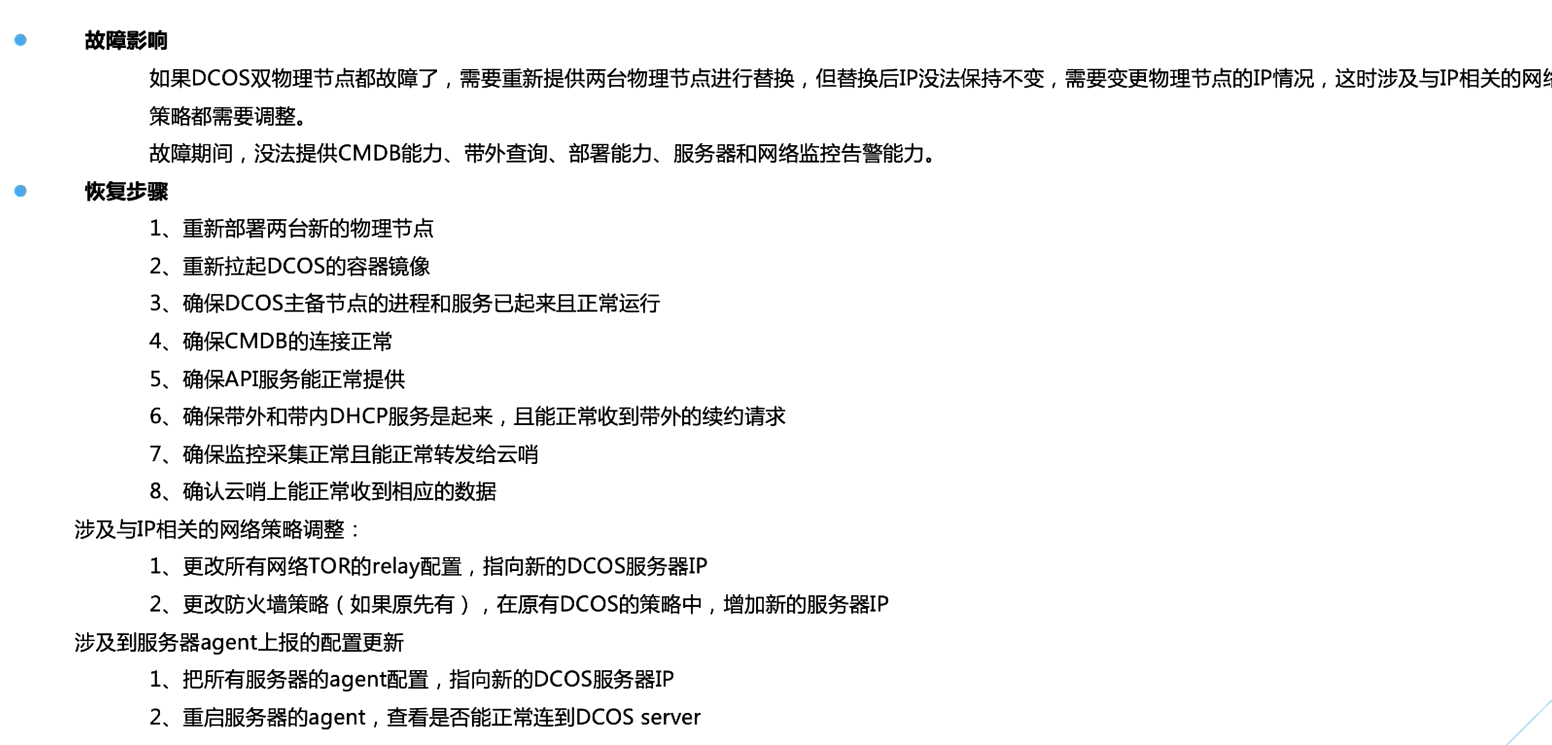 故障影响
如果DCOS双物理节点都故障了，需要重新提供两台物理节点进行替换，但替换后IP没法保持不变，需要变更物理节点的IP情况，这时涉及与IP相关的网络
策略都需要调整。
故障期间，没法提供CMDB能力、带外查询、部署能力、服务器和网络监控告警能力。
恢复步骤
1、重新部署两台新的物理节点
2、重新拉起DCOS的容器镜像
3、确保DCOS主备节点的进程和服务已起来且正常运行
4、确保CMDB的连接正常
5、确保API服务能正常提供
6、确保带外和带内DHCP服务是起来，且能正常收到带外的续约请求
7、确保监控采集正常且能正常转发给云哨
8、确认云哨上能正常收到相应的数据
涉及与IP相关的网络策略调整：
1、更改所有网络TOR的relay配置，指向新的DCOS服务器IP
2、更改防火墙策略（如果原先有），在原有DCOS的策略中，增加新的服务器IP
涉及到服务器agent上报的配置更新
1、把所有服务器的agent配置，指向新的DCOS服务器IP
2、重启服务器的agent，查看是否能正常连到DCOS server